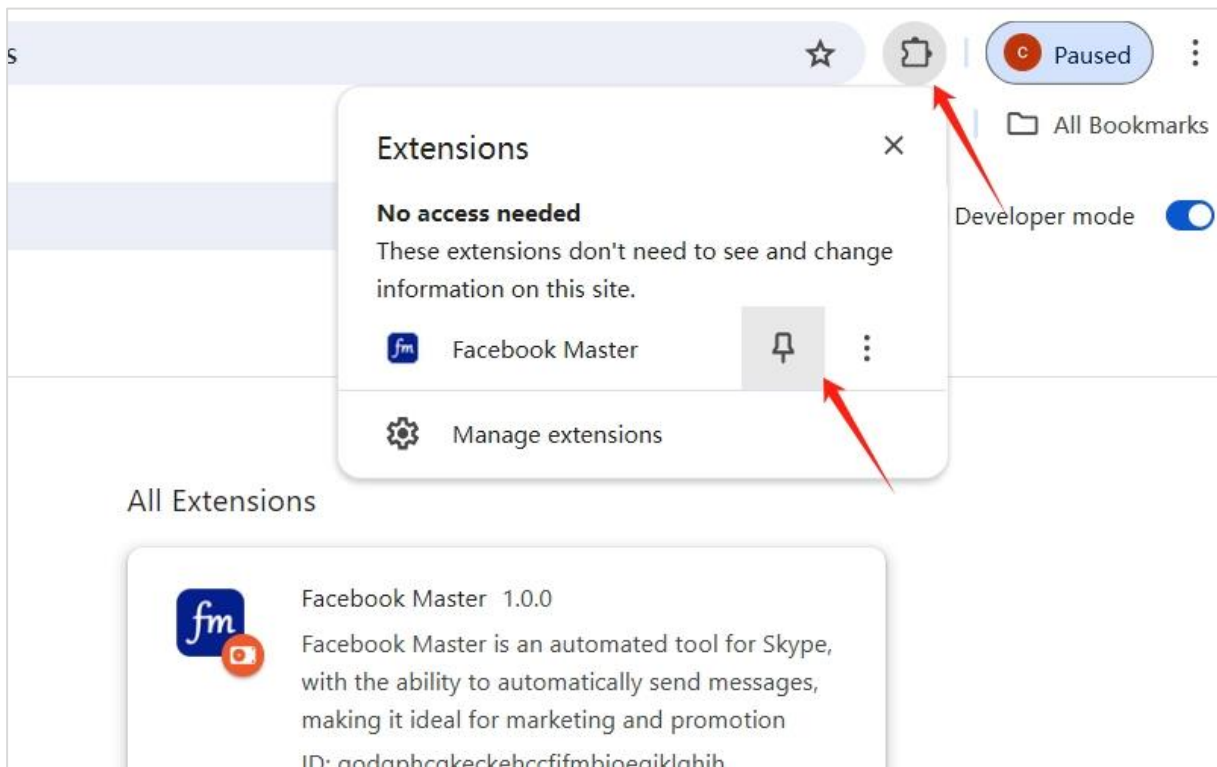 s
C
Paused
All Bookmarks
Extensions
No access needed
Developer mode
These extensions don't need to see and change
information on this site.
fm
Facebook Master
Manage extensions
All Extensions
fm
Facebook Master 1.0.0
Facebook Master is an automated tool for Skype,
with the ability to automatically send messages,
making it ideal for marketing and promotion
ID: